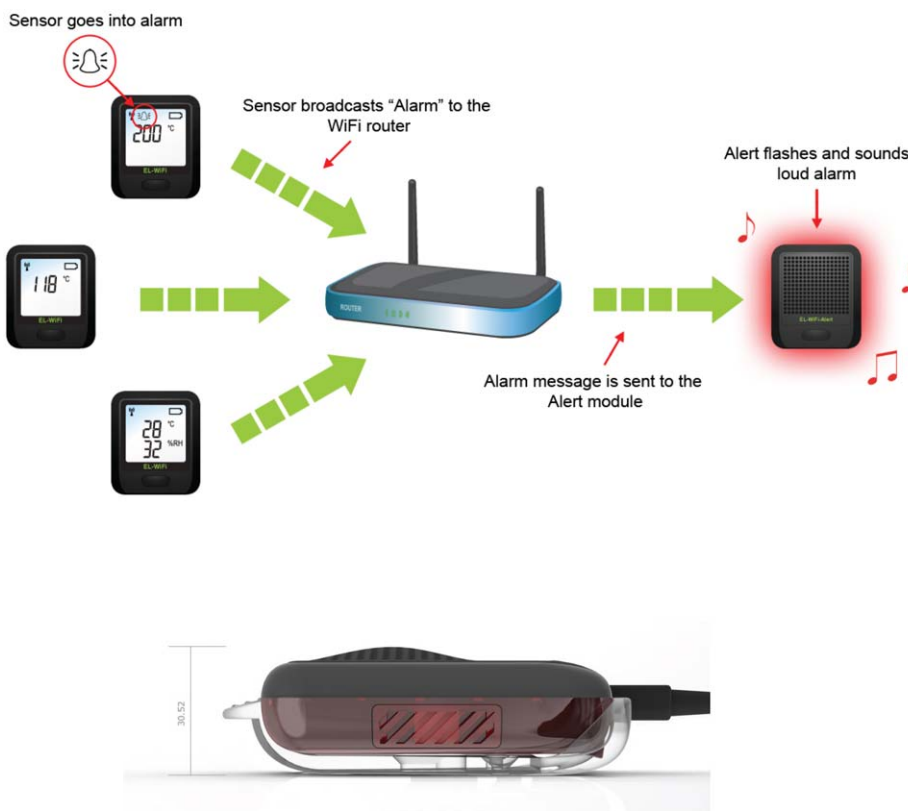 Sensor goes into alarm
200 °C
EL-WiFi
Sensor broadcasts “Alarm” to the
WiFi router
Alert flashes and sounds
loud alarm
118 °C
EL-WiFi
ROUTER
EL-WiFi-Alert
Alarm message is sent to the
Alert module
28 °C
32 %RH
EL-WiFi
30.52